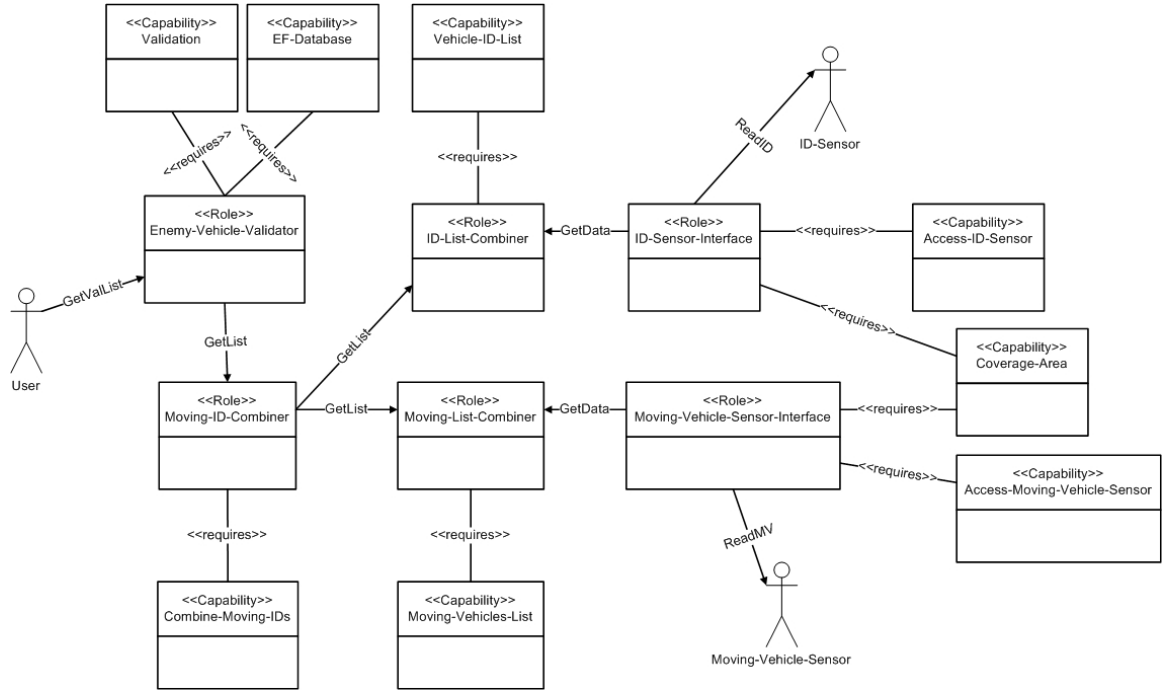 <<Capability>>
Validation
<<Capability>>
EF-Database
<<Capability>>
Vehicle-ID-List
<<requires>>
<<requires>>
<<requires>>
ReadID
ID-Sensor
<<Role>>
Enemy-Vehicle-Validator
<<Role>>
ID-List-Combiner
GetData
<<Role>>
ID-Sensor-Interface
<<requires>>
<<Capability>>
Access-ID-Sensor
GetValList
User
GetList
GetList
<<requires>>
<<Capability>>
Coverage-Area
<<Role>>
Moving-ID-Combiner
GetList
<<Role>>
Moving-List-Combiner
GetData
<<Role>>
Moving-Vehicle-Sensor-Interface
<<requires>>
<<requires>>
<<Capability>>
Access-Moving-Vehicle-Sensor
<<requires>>
<<requires>>
ReadMV
<<Capability>>
Combine-Moving-IDs
<<Capability>>
Moving-Vehicles-List
Moving-Vehicle-Sensor